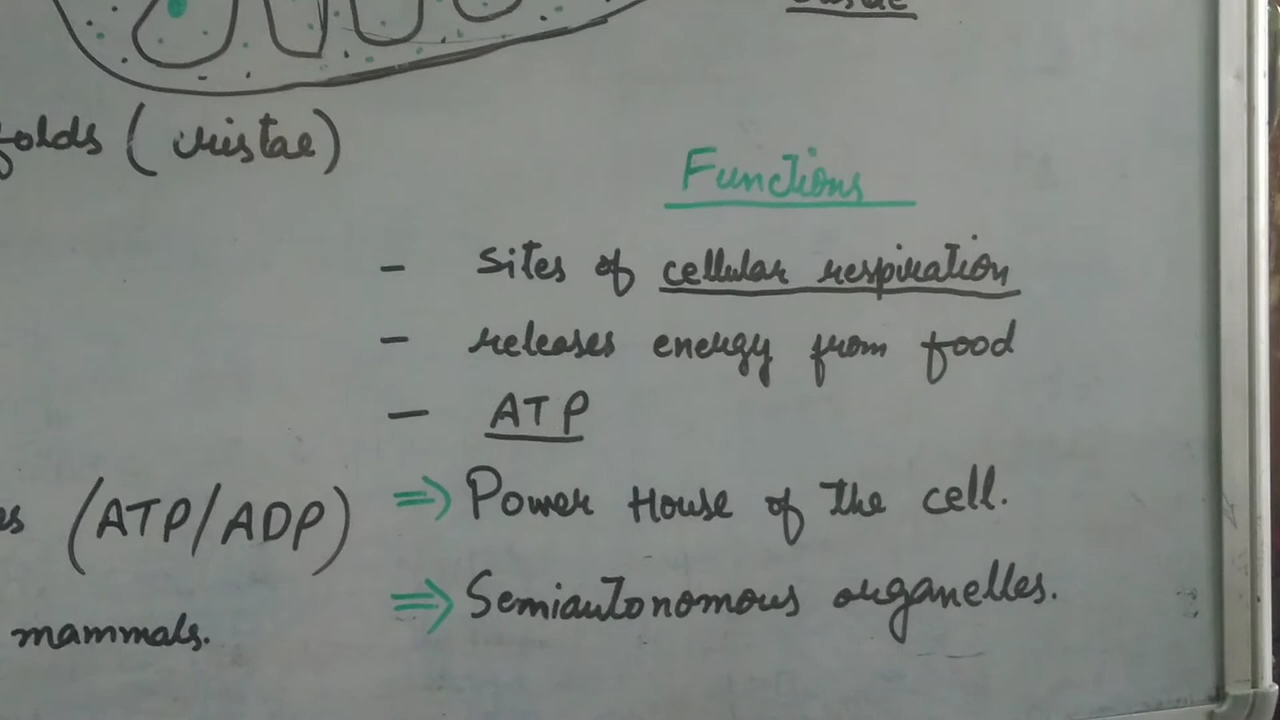 folds (cristae)
Functions
- sites of cellular respiration
- releases energy from food
- ATP
(ATP/ADP)
⇒ Power House of the cell.
⇒ Semiautonomous organelles.
mammals.